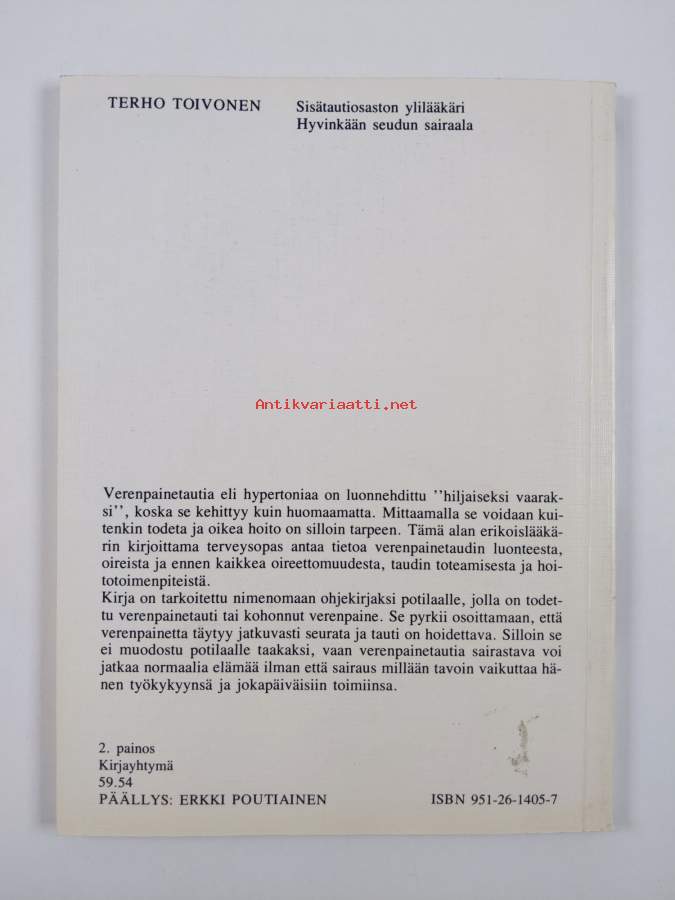 TERHO TOIVONEN Sisätautiosaston ylilääkäri
Hyvinkään seudun sairaala
Antikvariaatti.net
Verenpainetautia eli hypertoniaa on luonnehdittu ''hiljaiseksi vaarak-
si'', koska se kehittyy kuin huomaamatta. Mittaamalla se voidaan kui-
tenkin todeta ja oikea hoito on silloin tarpeen. Tämä alan erikoislääkä-
rin kirjoittama terveysopas antaa tietoa verenpainetaudin luonteesta,
oireista ja ennen kaikkea oireettomuudesta, taudin toteamisesta ja hoi-
totoimenpiteistä.
Kirja on tarkoitettu nimenomaan ohjekirjaksi potilaalle, jolla on todet-
tu verenpainetauti tai kohonnut verenpaine. Se pyrkii osoittamaan, että
verenpainetta täytyy jatkuvasti seurata ja tauti on hoidettava. Silloin se
ei muodostu potilaalle taakaksi, vaan verenpainetautia sairastava voi
jatkaa normaalia elämää ilman että sairaus millään tavoin vaikuttaa hä-
nen työkykyynsä ja jokapäiväisiin toimiinsa.
2. painos
Kirjayhtymä
59.54
PÄÄLLYS: ERKKI POUTIAINEN ISBN 951-26-1405-7